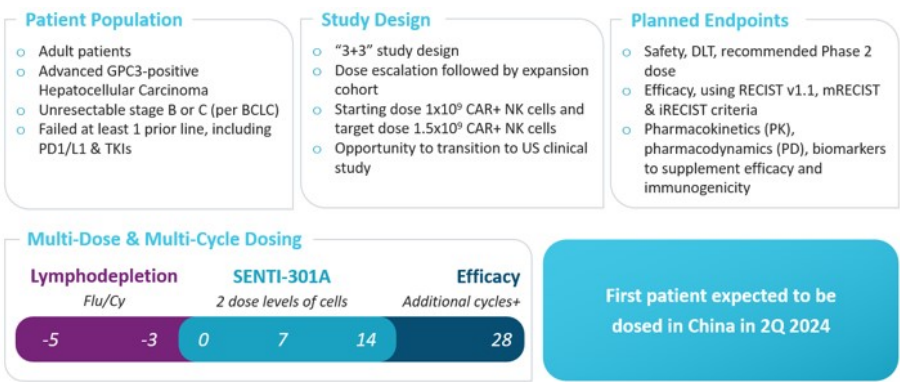 Patient Population
o Adult patients
o Advanced GPC3-positive
Hepatocellular Carcinoma
o Unresectable stage B or C (per BCLC)
o Failed at least 1 prior line, including
PD1/L1 & TKIs
Study Design
o “3+3” study design
o Dose escalation followed by expansion
cohort
o Starting dose 1x10⁹ CAR+ NK cells and
target dose 1.5x10⁹ CAR+ NK cells
o Opportunity to transition to US clinical
study
Planned Endpoints
o Safety, DLT, recommended Phase 2
dose
o Efficacy, using RECIST v1.1, mRECIST
& iRECIST criteria
o Pharmacokinetics (PK),
pharmacodynamics (PD), biomarkers
to supplement efficacy and
immunogenicity
Multi-Dose & Multi-Cycle Dosing
Lymphodepletion SENTI-301A Efficacy
Flu/Cy 2 dose levels of cells Additional cycles+
-5 -3 0 7 14 28
First patient expected to be
dosed in China in 2Q 2024